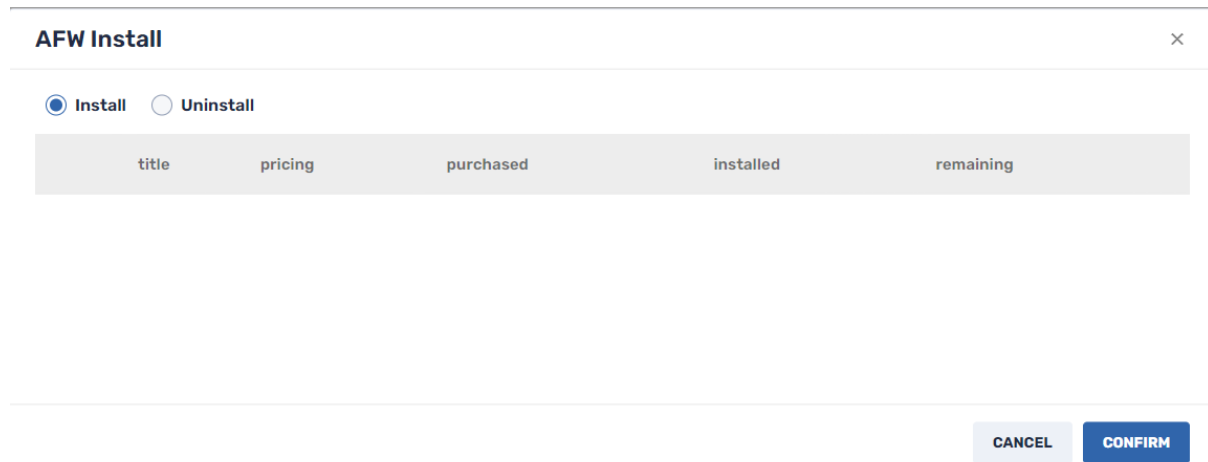 AFW Install
Install Uninstall
title pricing purchased installed remaining
CANCEL CONFIRM